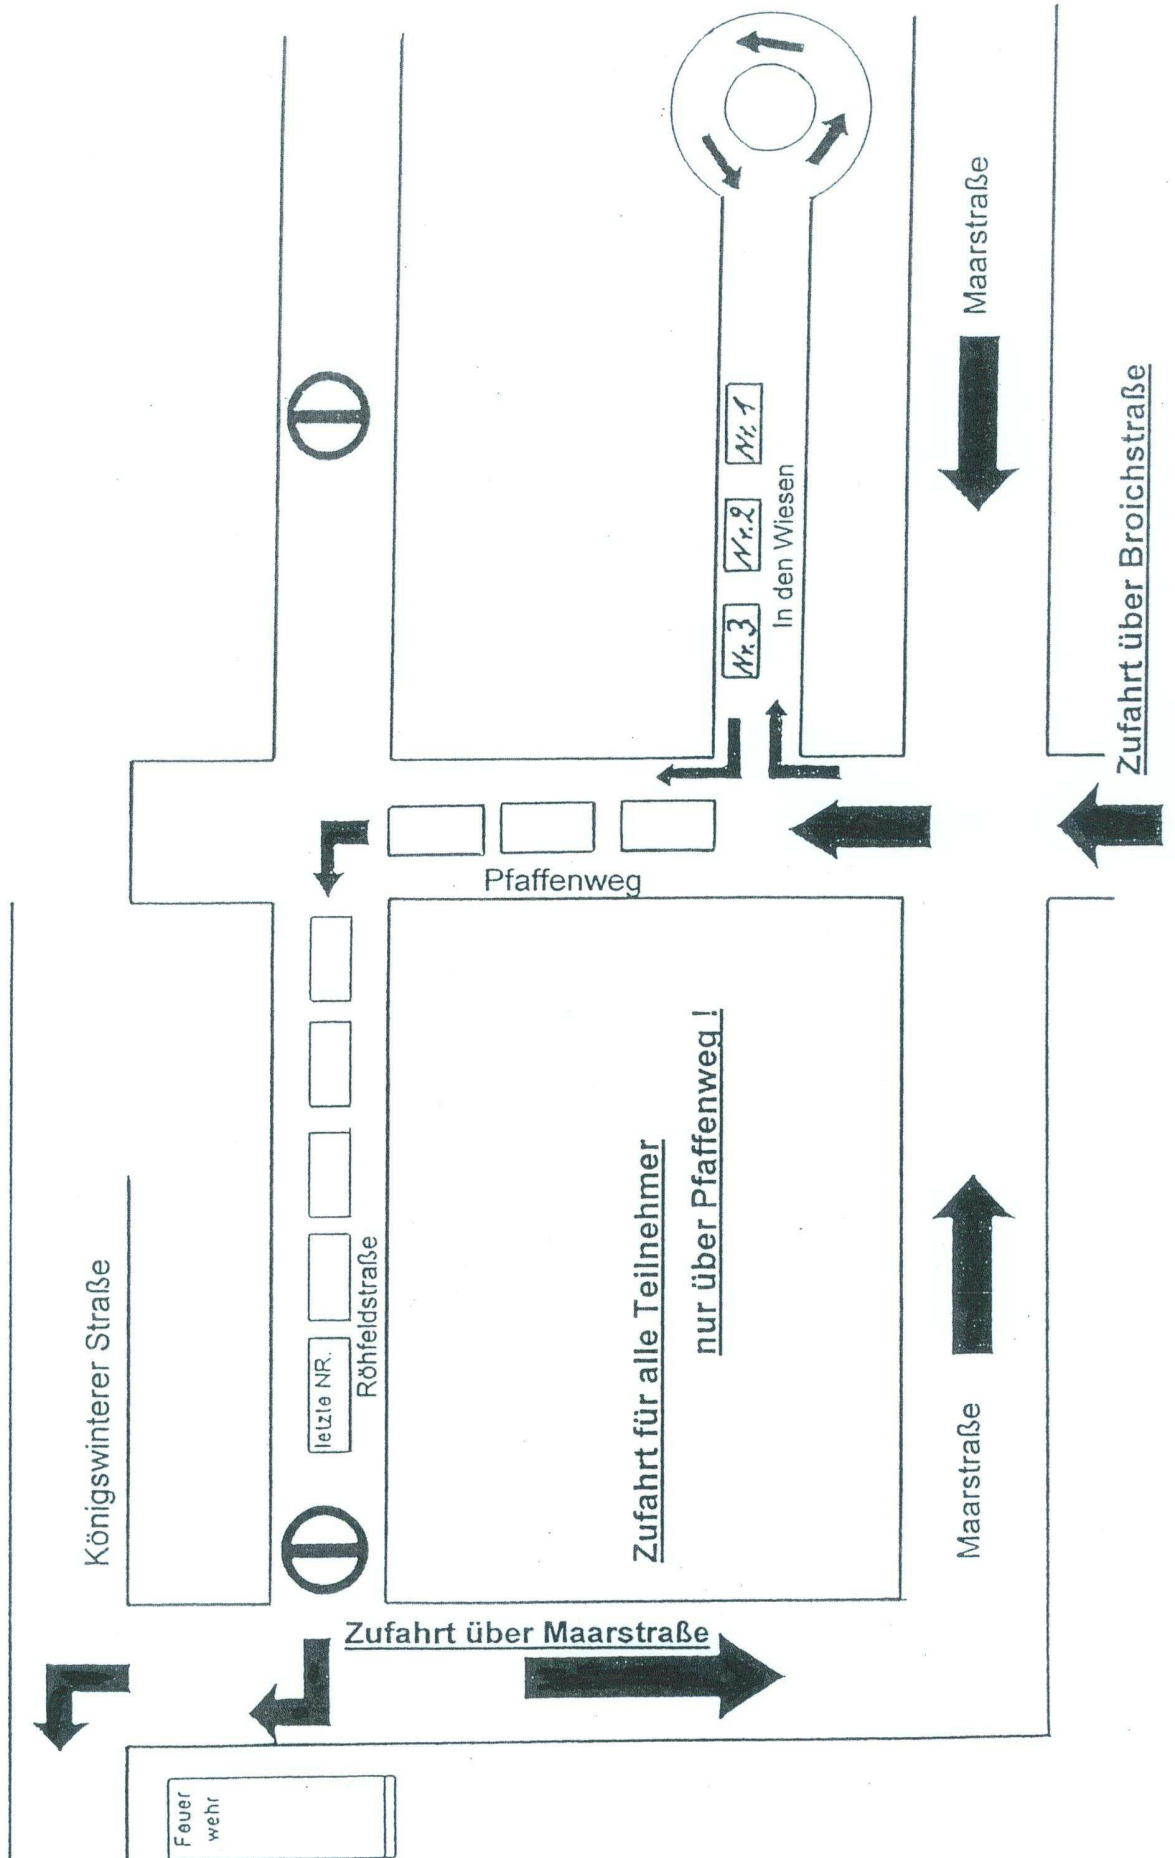 Feuer
wehr
Königswinterer Straße
Zufahrt über Maarstraße
letzte NR.
Röhfeldstraße
Zufahrt für alle Teilnehmer
nur über Pfaffenweg !
Maarstraße
Pfaffenweg
Nr. 3
Nr. 2
Nr. 1
In den Wiesen
Maarstraße
Zufahrt über Broichstraße